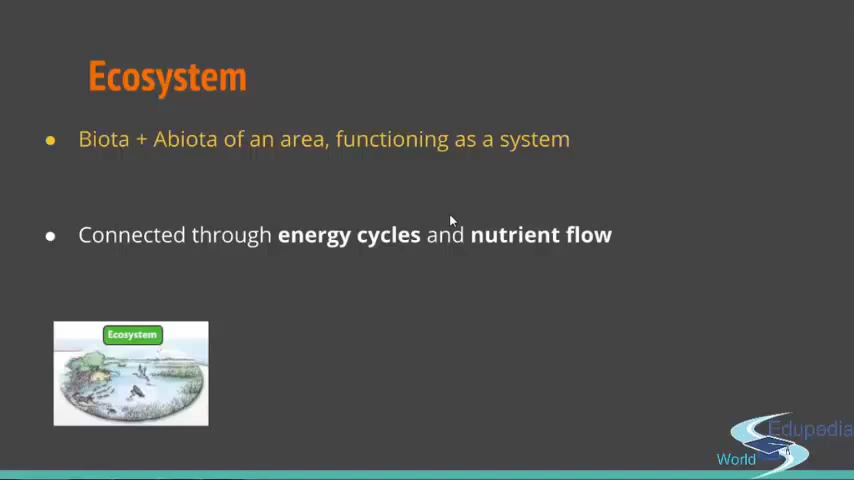 Ecosystem
Biota + Abiota of an area, functioning as a system
Connected through energy cycles and nutrient flow
Ecosystem
Edupedia
World